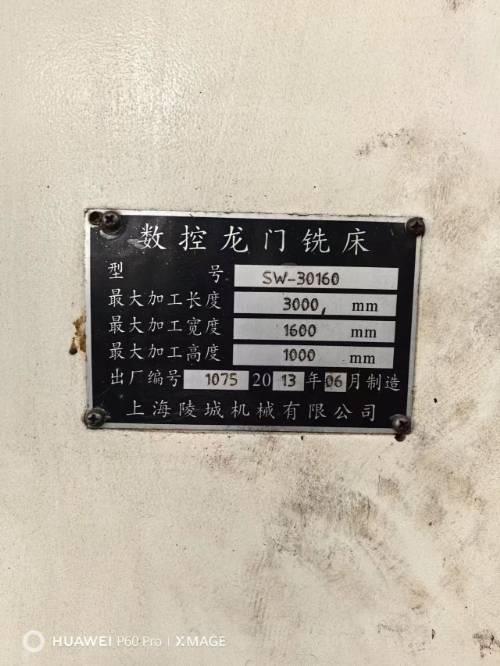 数控龙门铣床
型 号 SW-30160
最大加工长度 3000, mm
最大加工宽度 1600 mm
最大加工高度 1000 mm
出厂编号 1075 2013年06月制造
上海陵城机械有限公司
HUAWEI P60 Pro | XMAGE